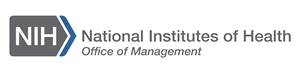 NIH National Institutes of Health
Office of Management